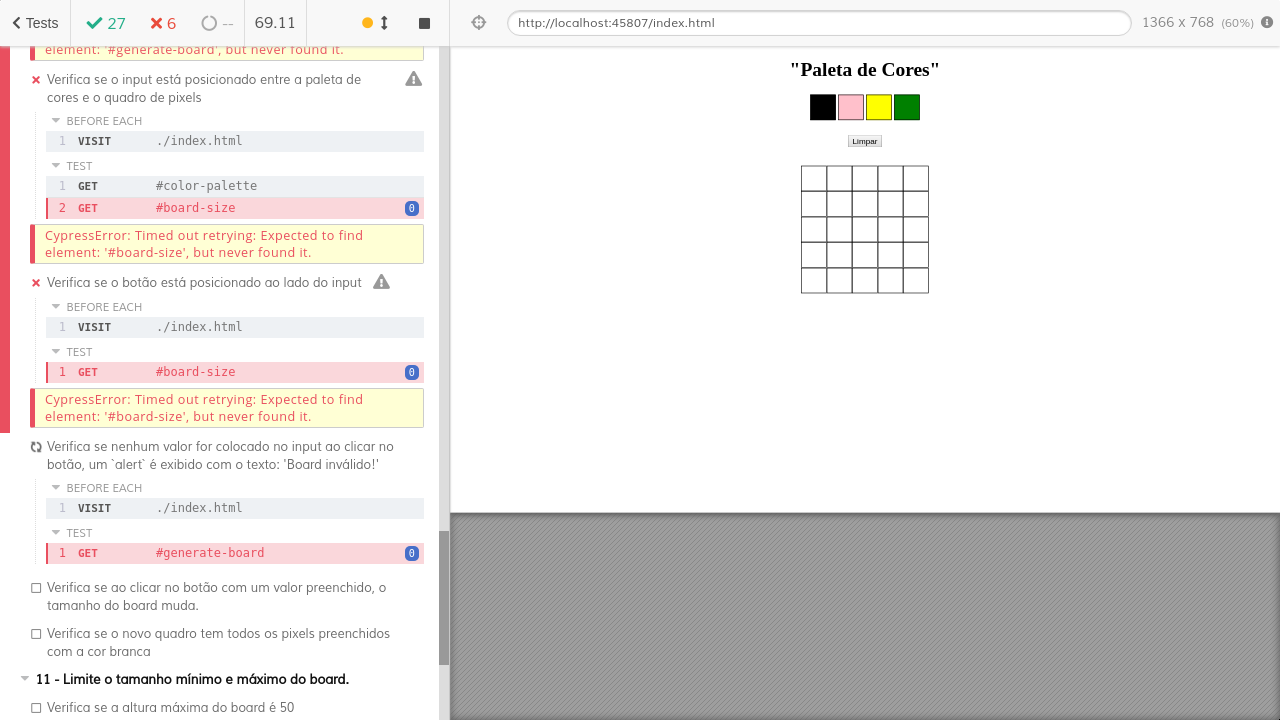 Tests 27 6 -- 69.11
http://localhost:45807/index.html 1366 x 768 (60%)
element: '#generate-board', but never found it.
Verifica se o input está posicionado entre a paleta de
cores e o quadro de pixels
BEFORE EACH
1 VISIT ./index.html
TEST
1 GET #color-palette
2 GET #board-size 0
CypressError: Timed out retrying: Expected to find
element: '#board-size', but never found it.
Verifica se o botão está posicionado ao lado do input
BEFORE EACH
1 VISIT ./index.html
TEST
1 GET #board-size 0
CypressError: Timed out retrying: Expected to find
element: '#board-size', but never found it.
Verifica se nenhum valor for colocado no input ao clicar no
botão, um `alert` é exibido com o texto: 'Board inválido!'
BEFORE EACH
1 VISIT ./index.html
TEST
1 GET #generate-board 0
Verifica se ao clicar no botão com um valor preenchido, o
tamanho do board muda.
Verifica se o novo quadro tem todos os pixels preenchidos
com a cor branca
11 - Limite o tamanho mínimo e máximo do board.
Verifica se a altura máxima do board é 50
"Paleta de Cores"
Limpar